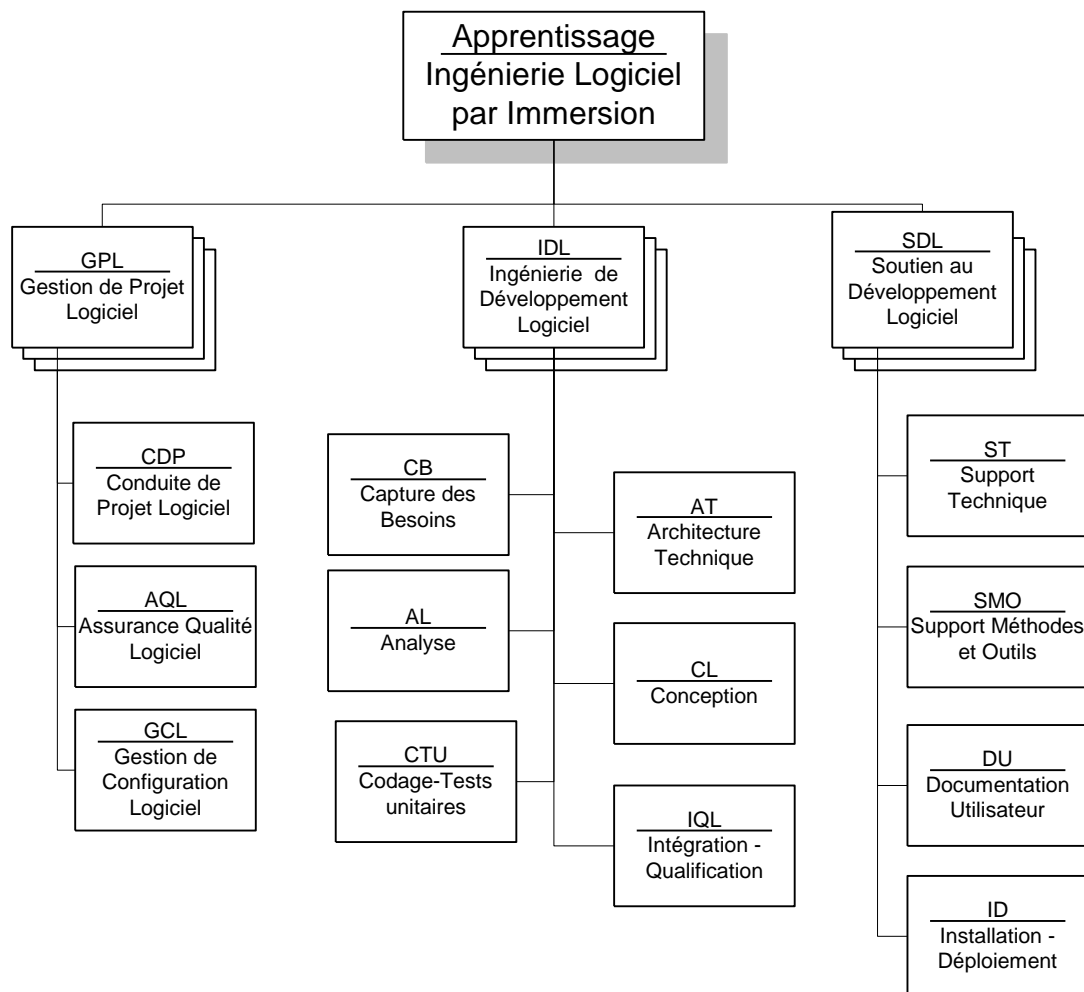 Apprentissage
Ingénierie Logiciel
par Immersion
GPL
Gestion de Projet
Logiciel
IDL
Ingénierie de
Développement
Logiciel
SDL
Soutien au
Développement
Logiciel
CDP
Conduite de
Projet Logiciel
AQL
Assurance Qualité
Logiciel
GCL
Gestion de
Configuration
Logiciel
CB
Capture des
Besoins
AL
Analyse
CTU
Codage-Tests
unitaires
AT
Architecture
Technique
CL
Conception
IQL
Intégration -
Qualification
ST
Support
Technique
SMO
Support Méthodes
et Outils
DU
Documentation
Utilisateur
ID
Installation -
Déploiement